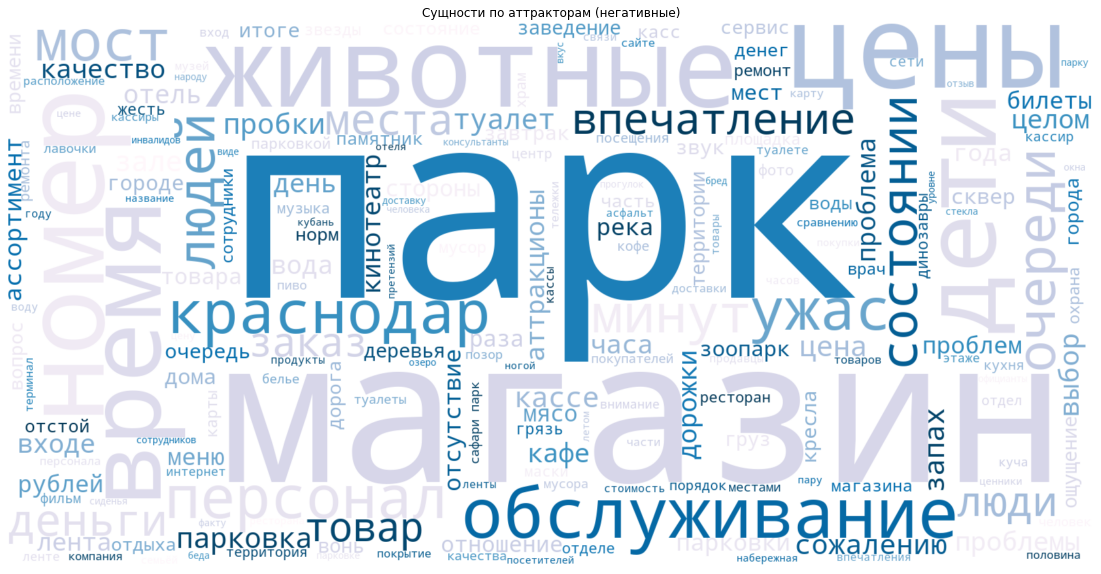 Сущности по аттракторам (негативные)
времени
вход
итоге
звезды
состояние
заведение
касс
сервис
мост
животные
цены
вкус
связи
сайте
денег
сети
парку
качество
расположение
музей
народу
отель
храм
ремонт
мест
карту
отзыв
билеты
целом
кассир
цене
жесть
кассиры
инвалидов
лавочки
номер
зале
людей
пробки
места
туалет
впечатление
парковкой
памятник
завтрак
консультанты
центр
посещения
звук
площадка
туалете
года
ассортимент
ремонта
городе
виде
название
году
время
сотрудники
день
музыка
кубань
норм
кинотеатр
отеля
доставку
человека
стороны
парк
прогулок
часть
асфальт
река
кофе
тележки
территории
товары
бред
фото
воды
сравнению
покупки
проблема
врач
динозавры
состоянии
уровне
сквер
стекла
окна
дети
очереди
города
охрана
товара
вода
пиво
претензий
мусор
аттракционы
кассы
доставки
часов
воду
вопрос
терминал
краснодар
заказ
раза
минут
ужас
часа
очередь
продукты
деревья
озеро
позор
ногой
покупателей
зоопарк
цена
продавцы
товаров
проблем
этаже
кухня
выбор
дома
белье
туалеты
карты
дорога
магазин
отсутствие
сафари парк
кассе
мясо
грязь
внимание
летом
части
дорожки
ресторан
груз
кресла
отдел
ощущение
отстой
входе
сотрудников
персонала
меню
интернет
кафе
запах
куча
рублей
фильм
сиденья
персонал
ленты
маски
мусора
стоимость
порядок
местами
пару
магазина
ценники
люди
деньги
факту
товар
обслуживание
лента
ленте
отдыха
компания
беда
парковка
территория
вонь
парковке
покрытие
отношение
качества
посетителей
отделе
парковки
набережная
сожалению
впечатления
проблемы
половина